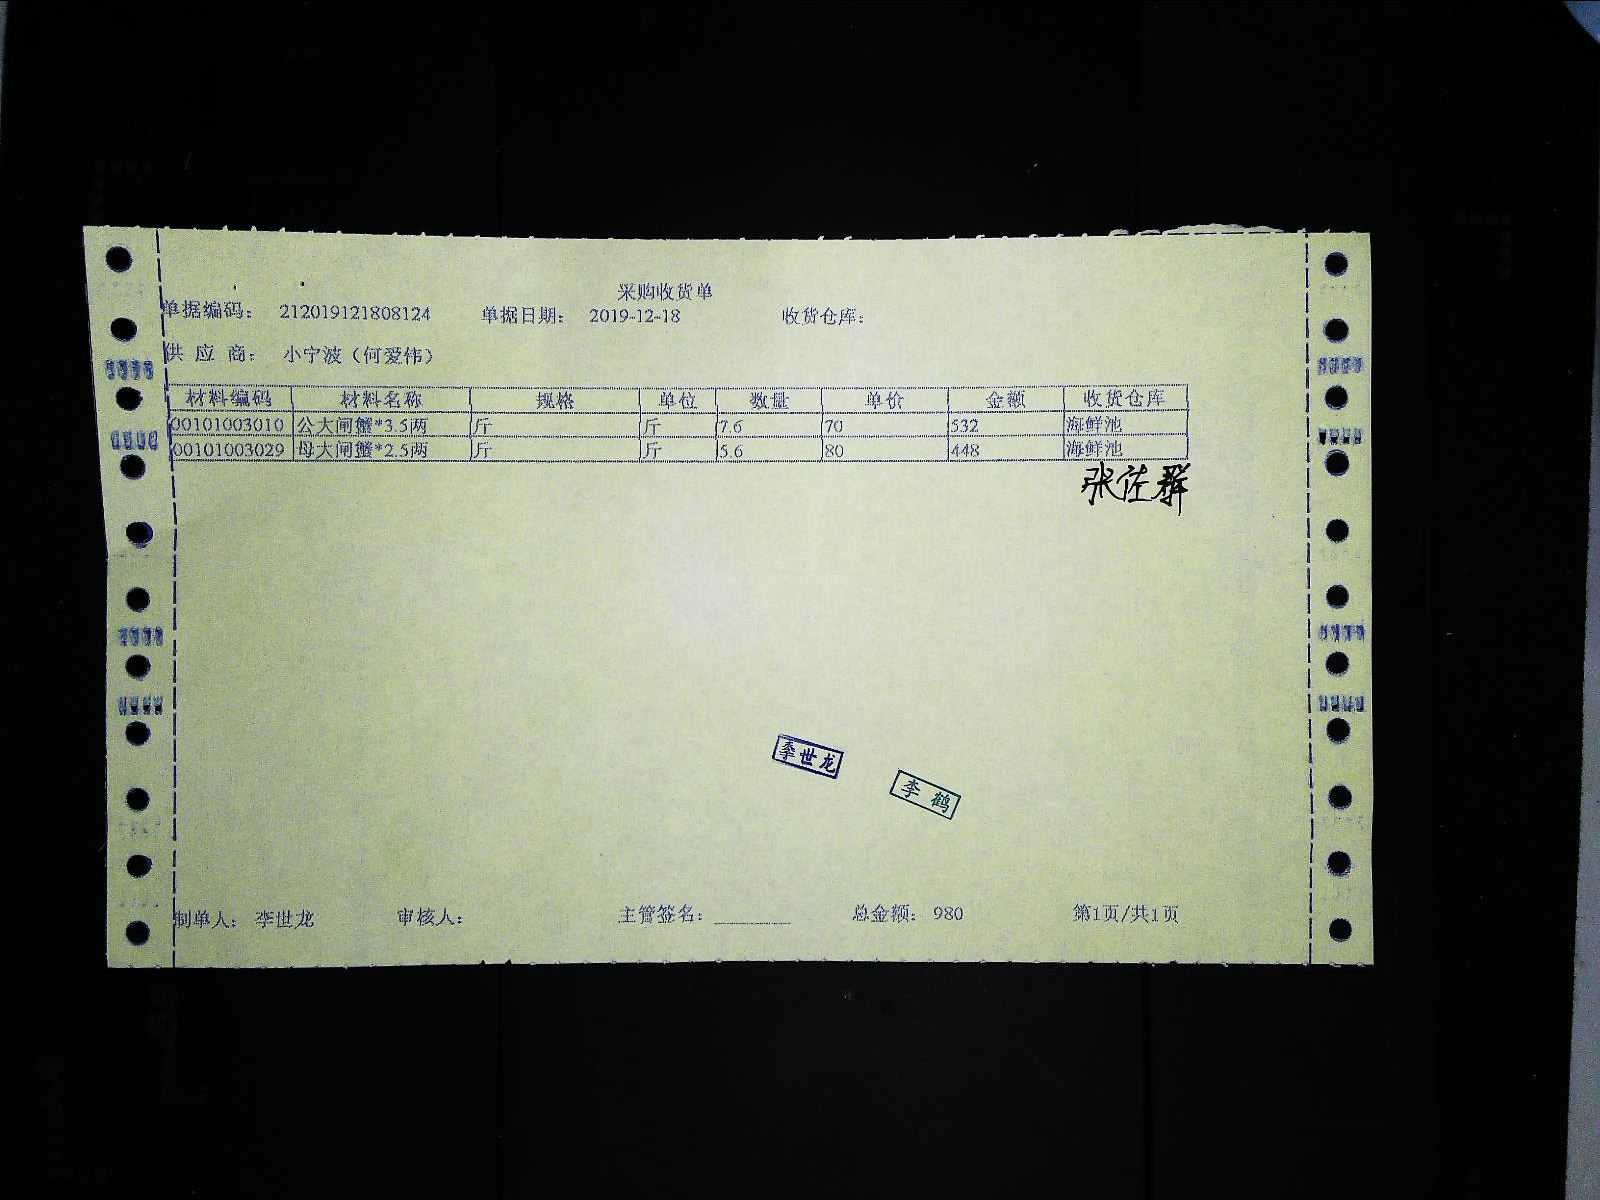 采购收货单
单据编码： 212019121808124 单据日期： 2019-12-18 收货仓库：
供 应 商： 小宁波（何爱伟）
材料编码 材料名称 规格 单位 数量 单价 金额 收货仓库
00101003010 公大闸蟹*3.5两 斤 斤 7.6 70 532 海鲜池
00101003029 母大闸蟹*2.5两 斤 斤 5.6 80 448 海鲜池
张佐群
李世龙
李鹤
制单人： 李世龙 审核人： 主管签名： 总金额： 980 第1页/共1页